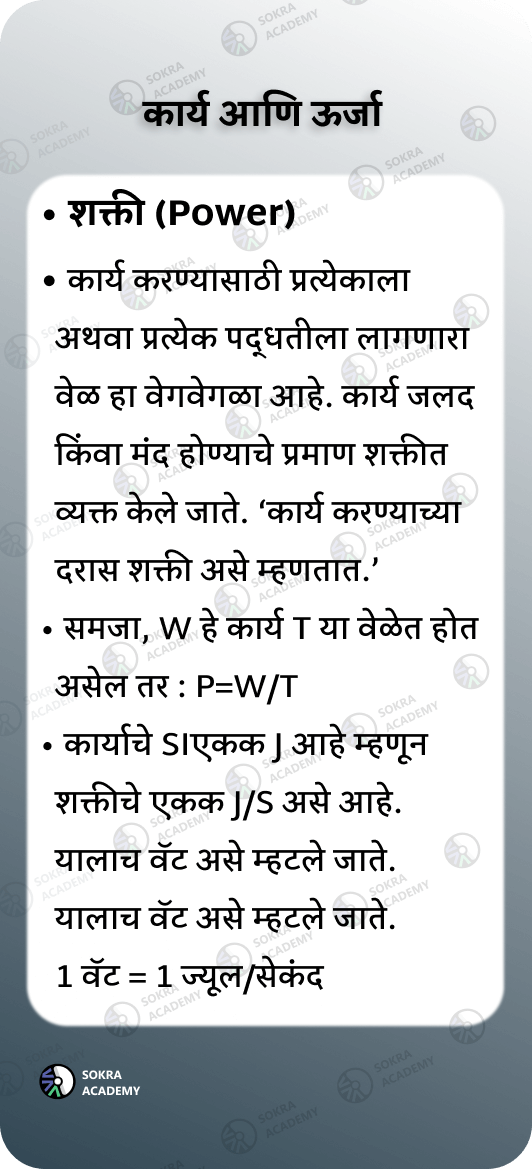 कार्य आणि ऊर्जा
• शक्ती (Power)
• कार्य करण्यासाठी प्रत्येकाला
अथवा प्रत्येक पद्धतीला लागणारा
वेळ हा वेगवेगळा आहे. कार्य जलद
किंवा मंद होण्याचे प्रमाण शक्तीत
व्यक्त केले जाते. ‘कार्य करण्याच्या
दरास शक्ती असे म्हणतात.’
• समजा, W हे कार्य T या वेळेत होत
असेल तर : P=W/T
• कार्याचे SIएकक J आहे म्हणून
शक्तीचे एकक J/S असे आहे.
यालाच वॅट असे म्हटले जाते.
यालाच वॅट असे म्हटले जाते.
1 वॅट = 1 ज्यूल/सेकंद
SOKRA
ACADEMY